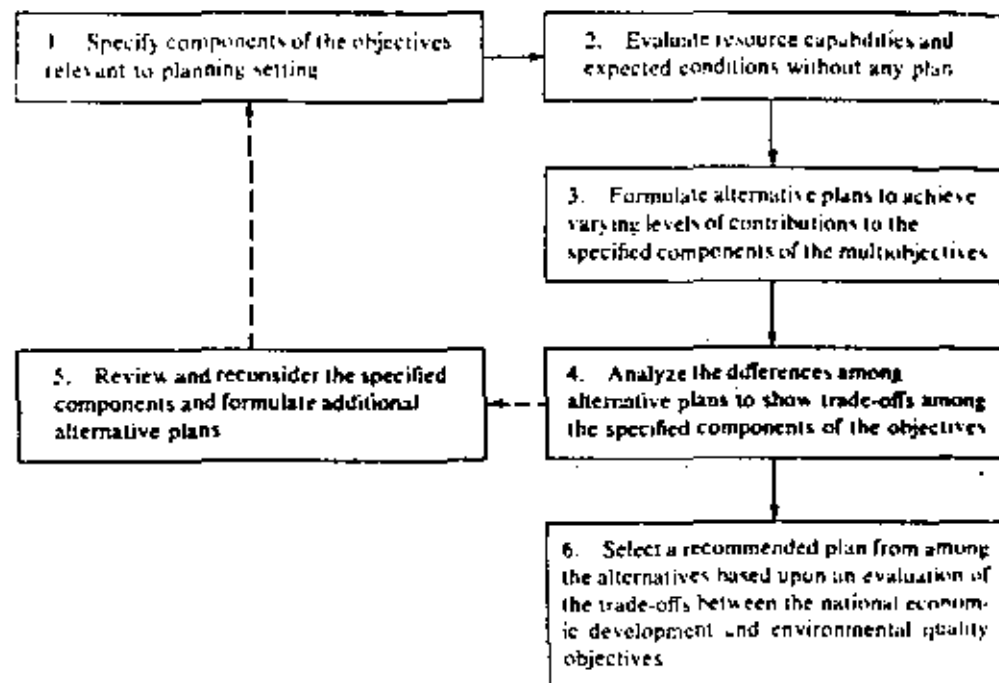 1. Specify components of the objectives
relevant to planning setting
2. Evaluate resource capabilities and
expected conditions without any plan
3. Formulate alternative plans to achieve
varying levels of contributions to the
specified components of the multiobjectives
4. Analyze the differences among
alternative plans to show trade-offs among
the specified components of the objectives
5. Review and reconsider the specified
components and formulate additional
alternative plans
6. Select a recommended plan from among
the alternatives based upon an evaluation of
the trade-offs between the national econom-
ic development and environmental quality
objectives